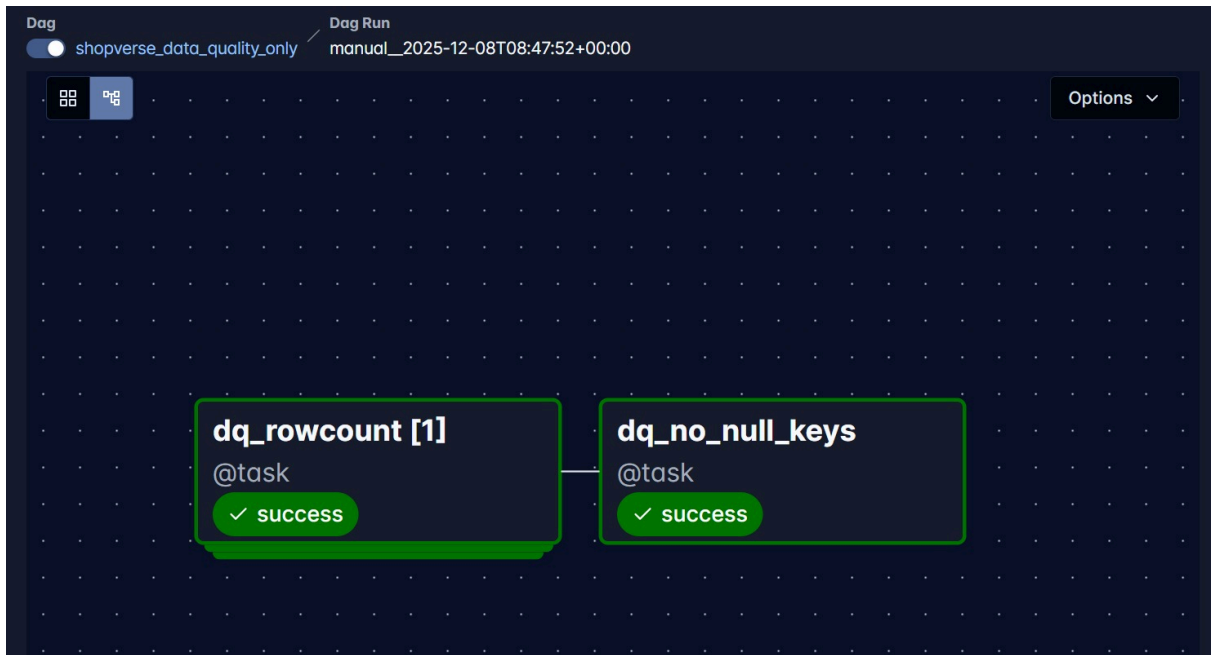 Dag
shopverse_data_quality_only
/
Dag Run
manual__2025-12-08T08:47:52+00:00
Options
dq_rowcount [1]
@task
success
dq_no_null_keys
@task
success